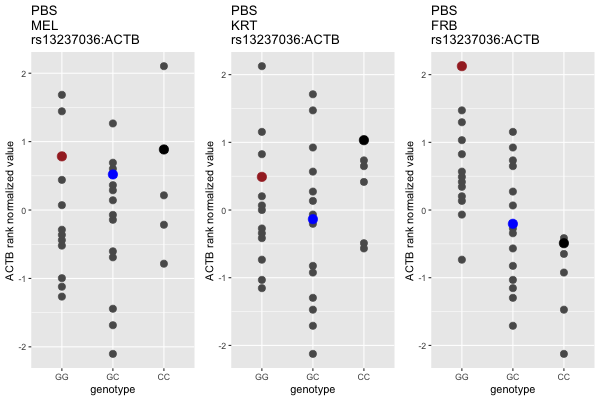 PBS
MEL
rs13237036:ACTB
ACTB rank normalized value
2
1
0
-1
-2
GG
GC
CC
genotype
PBS
KRT
rs13237036:ACTB
ACTB rank normalized value
2
1
0
-1
-2
GG
GC
CC
genotype
PBS
FRB
rs13237036:ACTB
ACTB rank normalized value
2
1
0
-1
-2
GG
GC
CC
genotype